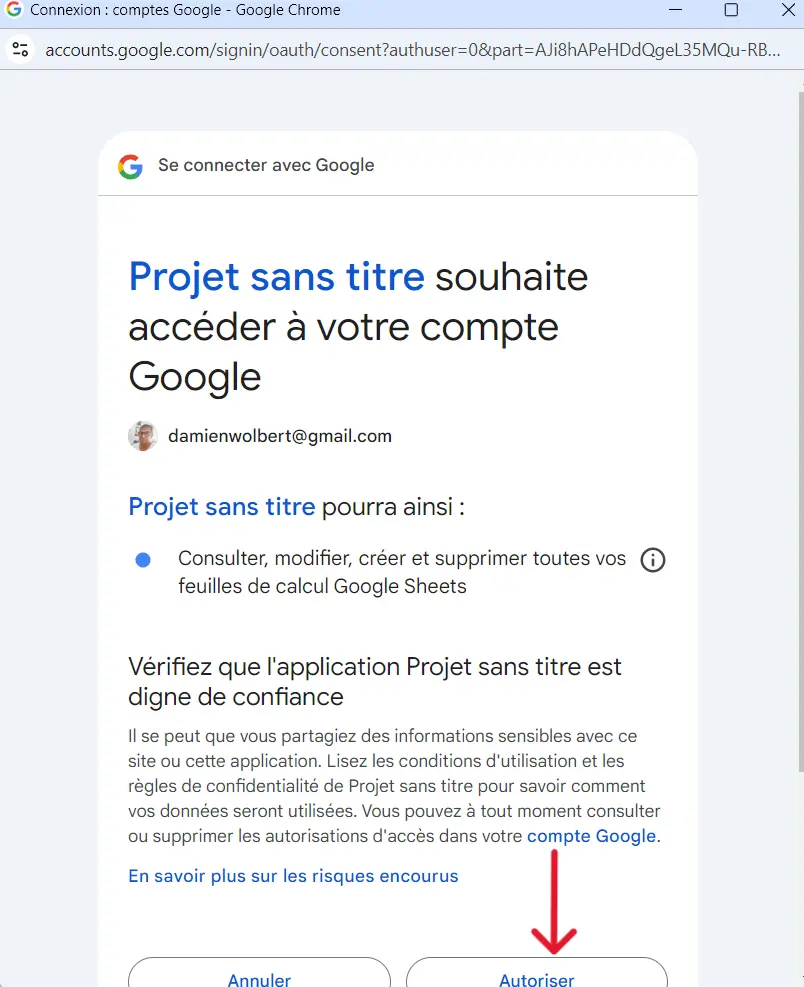 Connexion : comptes Google - Google Chrome
accounts.google.com/signin/oauth/consent?authuser=0&part=AJi8hAPeHDdQgeL35MQu-RB...
Se connecter avec Google
Projet sans titre souhaite
accéder à votre compte
Google
damienwolbert@gmail.com
Projet sans titre pourra ainsi :
Consulter, modifier, créer et supprimer toutes vos
feuilles de calcul Google Sheets
Vérifiez que l'application Projet sans titre est
digne de confiance
Il se peut que vous partagiez des informations sensibles avec ce
site ou cette application. Lisez les conditions d'utilisation et les
règles de confidentialité de Projet sans titre pour savoir comment
vos données seront utilisées. Vous pouvez à tout moment consulter
ou supprimer les autorisations d'accès dans votre compte Google.
En savoir plus sur les risques encourus
Annuler
Autoriser